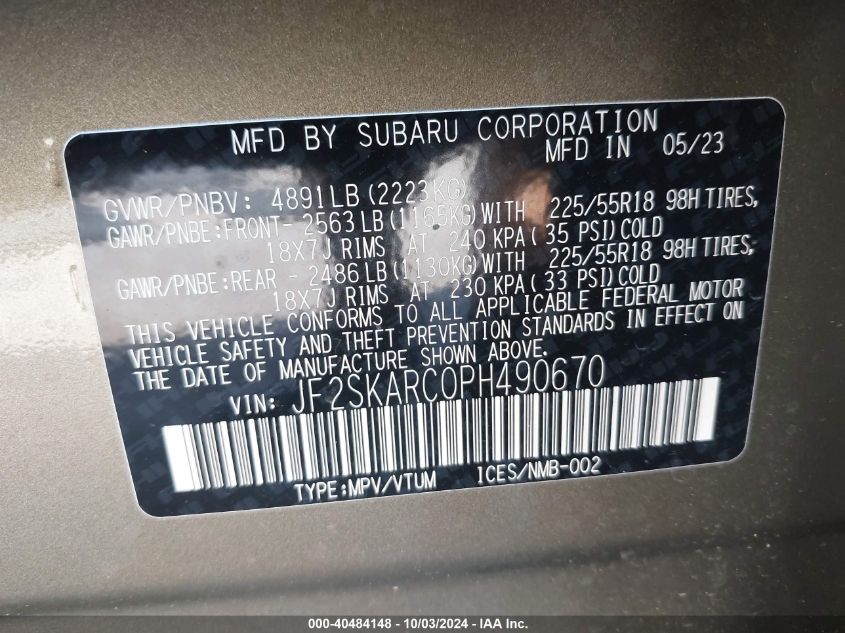 MFD BY SUBARU CORPORATION
MFD IN 05/23
GVWR/PNBV: 4891LB (2223KG)
GAWR/PNBE:FRONT- 2563 LB (1165KG)WITH 225/55R18 98H TIRES,
18X7J RIMS AT 240 KPA( 35 PSI)COLD
GAWR/PNBE:REAR - 2486 LB (1130KG)WITH 225/55R18 98H TIRES,
18X7J RIMS AT 230 KPA( 33 PSI)COLD
THIS VEHICLE CONFORMS TO ALL APPLICABLE FEDERAL MOTOR
VEHICLE SAFETY AND THEFT PREVENTION STANDARDS IN EFFECT ON
THE DATE OF MANUFACTURE SHOWN ABOVE.
VIN: JF2SKARC0PH490670
TYPE:MPV/VTUM ICES/NMB-002
000-40484148 - 10/03/2024 - IAA Inc.